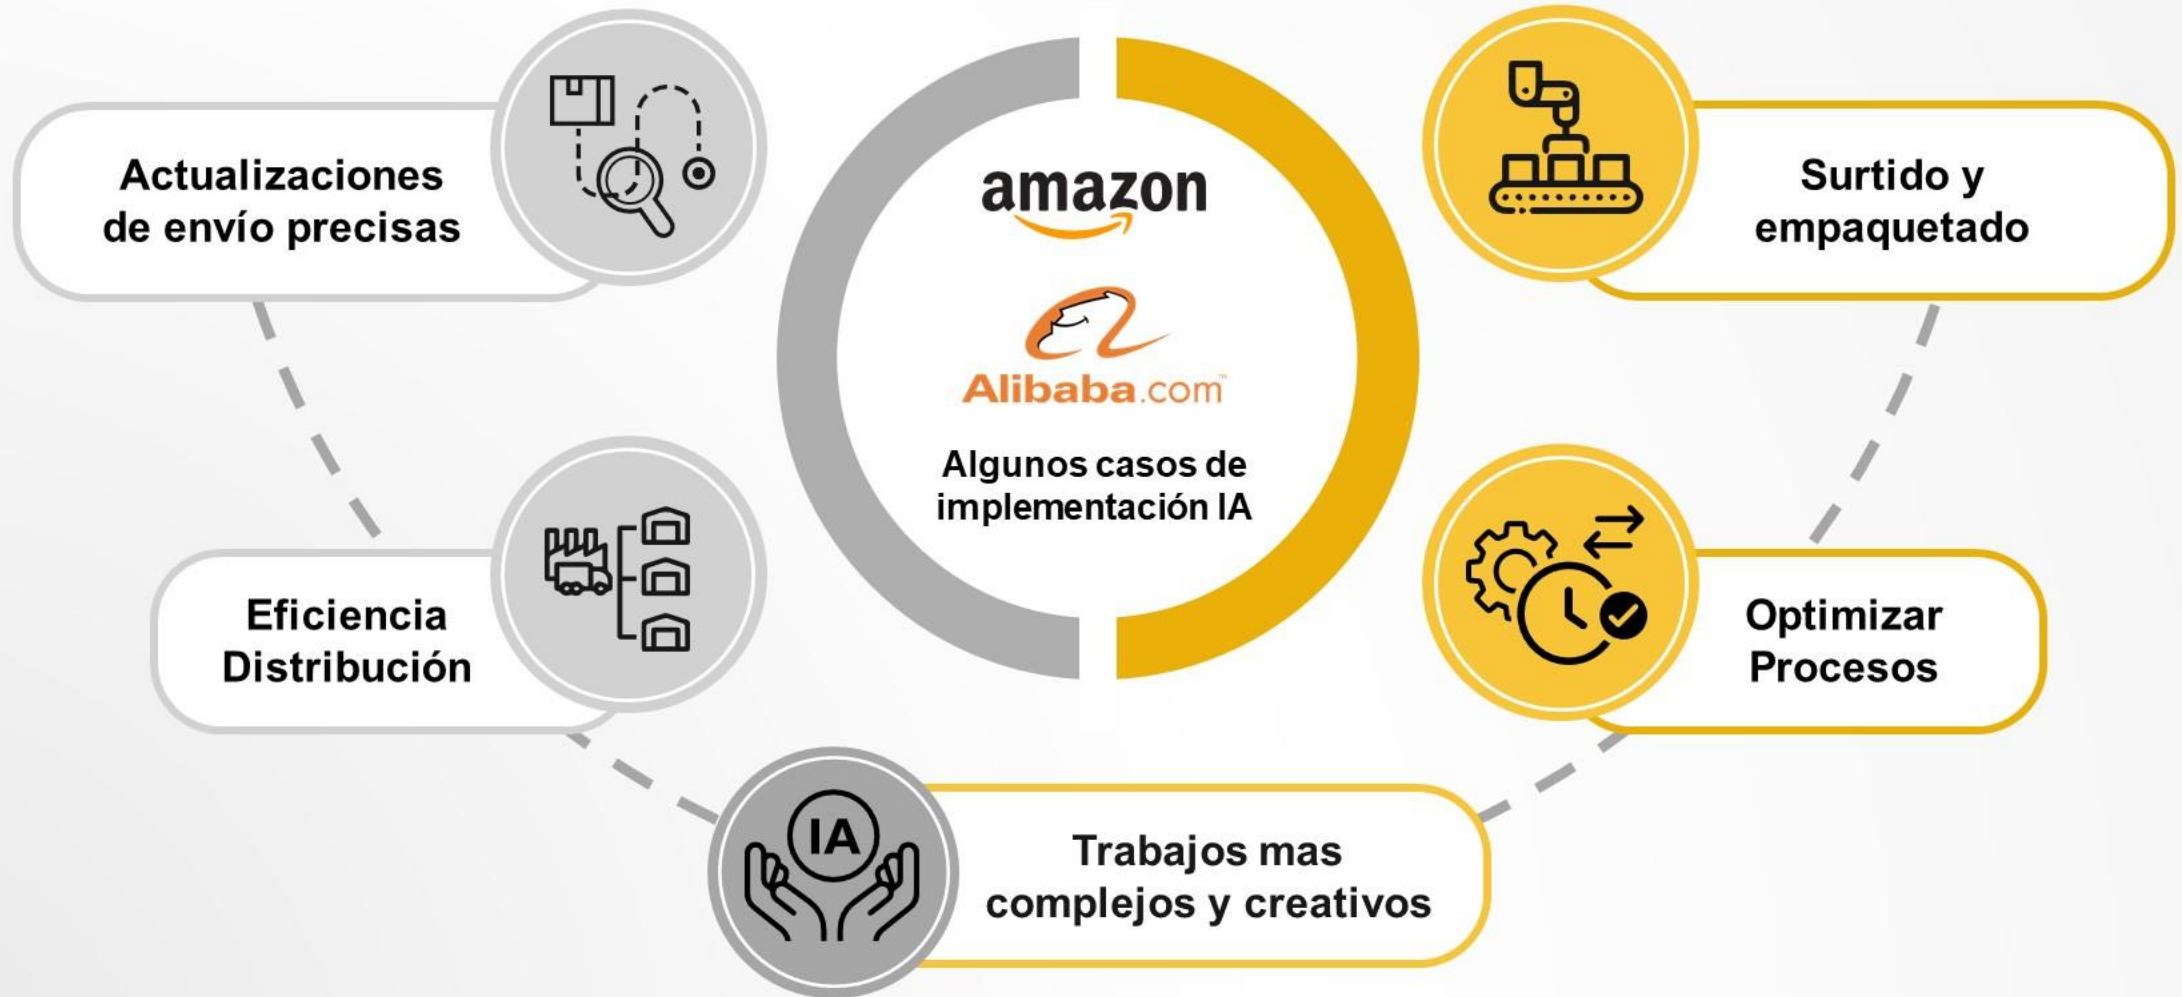 Actualizaciones
de envío precisas
amazon
Alibaba.com™
Algunos casos de
implementación IA
Surtido y
empaquetado
Eficiencia
Distribución
Optimizar
Procesos
IA
Trabajos mas
complejos y creativos